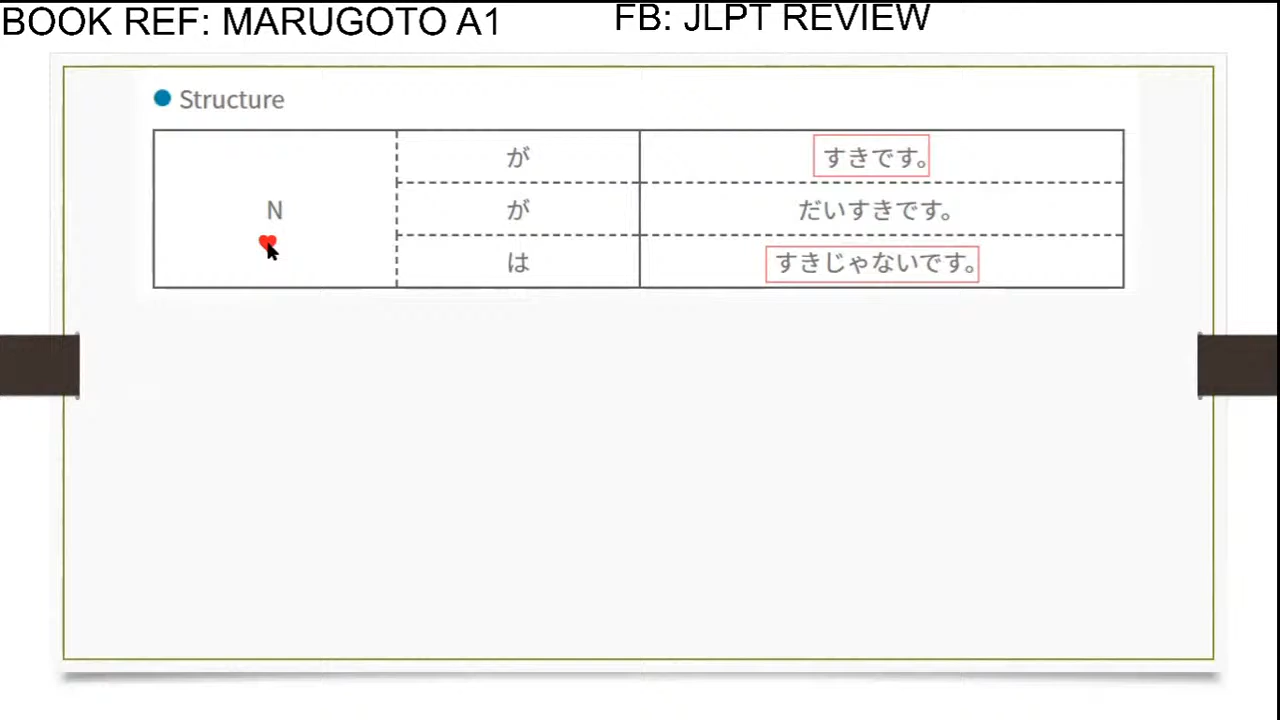 BOOK REF: MARUGOTO A1
FB: JLPT REVIEW
Structure
N
が すきです。
が だいすきです。
は すきじゃないです。